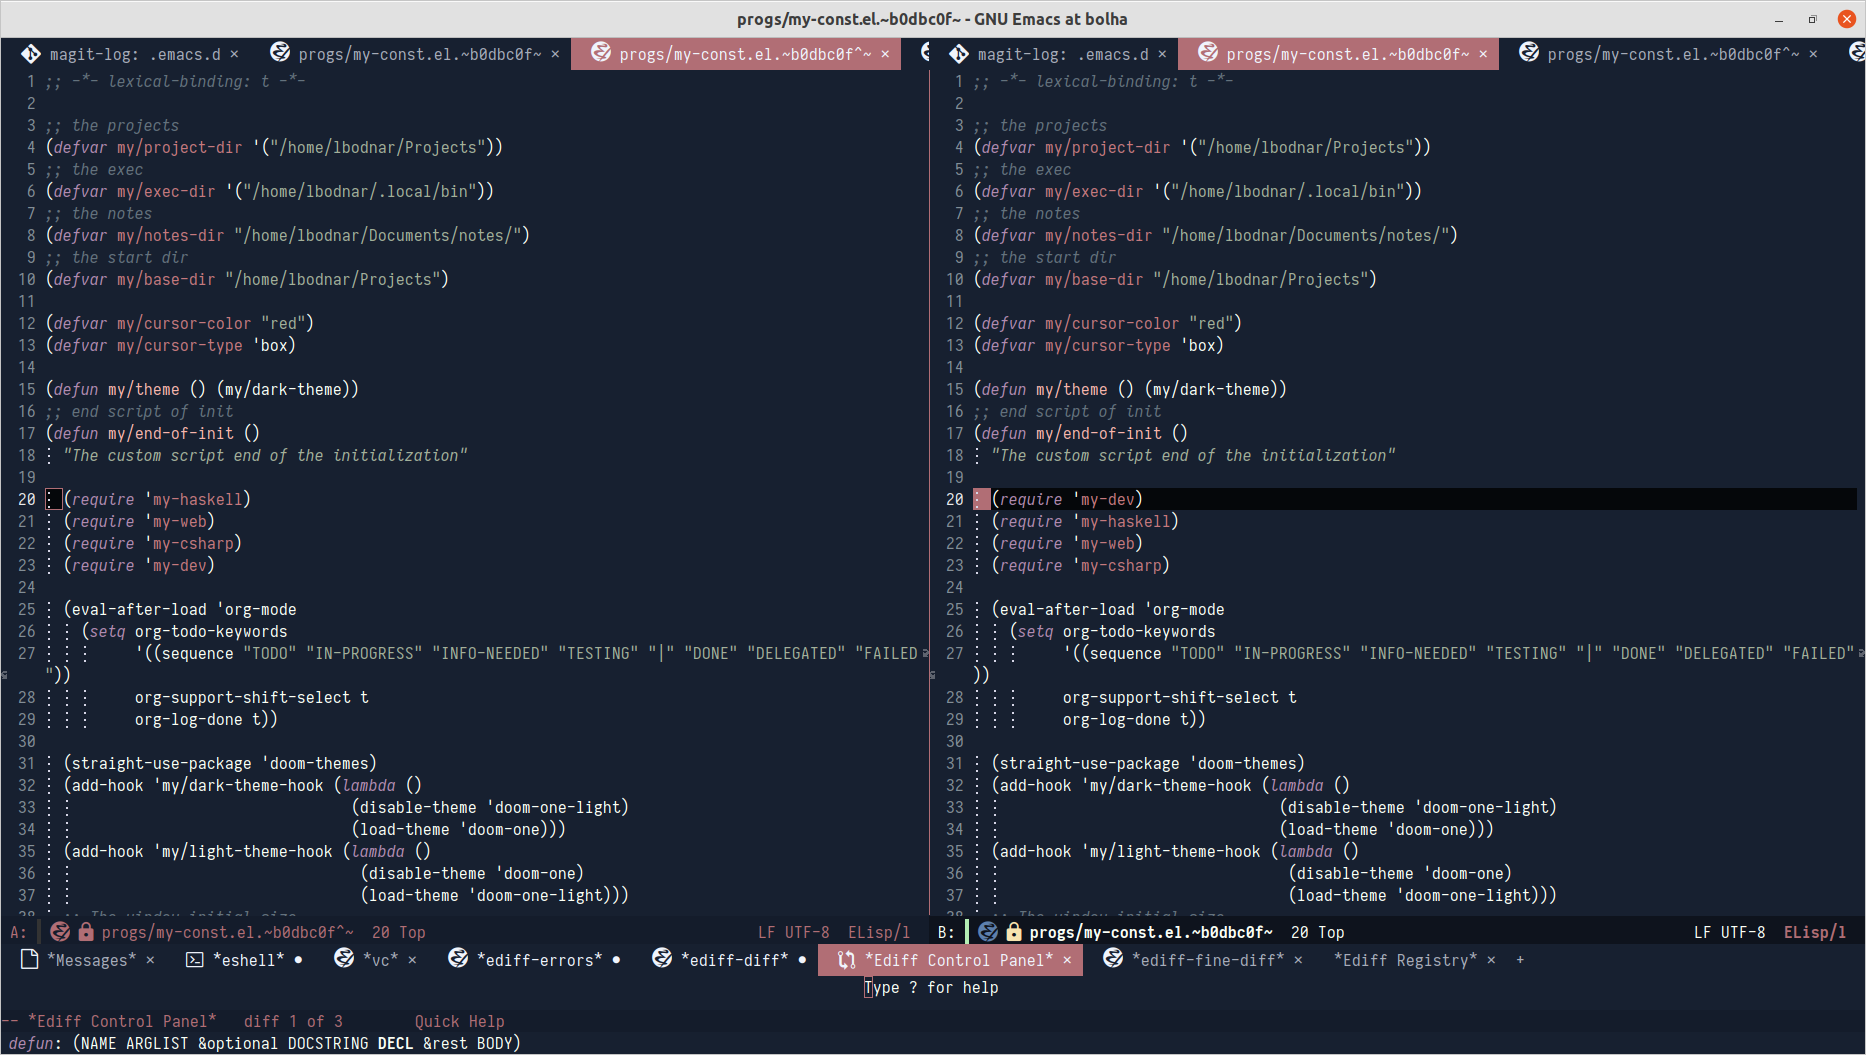 progs/my-const.el.~b0dbc0f~ - GNU Emacs at bolha
magit-log: .emacs.d × progs/my-const.el.~b0dbc0f~ × progs/my-const.el.~b0dbc0f^~ ×
1 ;; -*- lexical-binding: t -*-
2
3 ;; the projects
4 (defvar my/project-dir '("/home/lbodnar/Projects"))
5 ;; the exec
6 (defvar my/exec-dir '("/home/lbodnar/.local/bin"))
7 ;; the notes
8 (defvar my/notes-dir "/home/lbodnar/Documents/notes/")
9 ;; the start dir
10 (defvar my/base-dir "/home/lbodnar/Projects")
11
12 (defvar my/cursor-color "red")
13 (defvar my/cursor-type 'box)
14
15 (defun my/theme () (my/dark-theme))
16 ;; end script of init
17 (defun my/end-of-init ()
18 "The custom script end of the initialization"
19
20 (require 'my-haskell)
21 (require 'my-web)
22 (require 'my-csharp)
23 (require 'my-dev)
24
25 (eval-after-load 'org-mode
26 (setq org-todo-keywords
27 '((sequence "TODO" "IN-PROGRESS" "INFO-NEEDED" "TESTING" "|" "DONE" "DELEGATED" "FAILED
"))
28 org-support-shift-select t
29 org-log-done t))
30
31 (straight-use-package 'doom-themes)
32 (add-hook 'my/dark-theme-hook (lambda ()
33 (disable-theme 'doom-one-light)
34 (load-theme 'doom-one)))
35 (add-hook 'my/light-theme-hook (lambda ()
36 (disable-theme 'doom-one)
37 (load-theme 'doom-one-light)))
A: progs/my-const.el.~b0dbc0f^~ 20 Top LF UTF-8 ELisp/l
magit-log: .emacs.d × progs/my-const.el.~b0dbc0f~ × progs/my-const.el.~b0dbc0f^~ ×
1 ;; -*- lexical-binding: t -*-
2
3 ;; the projects
4 (defvar my/project-dir '("/home/lbodnar/Projects"))
5 ;; the exec
6 (defvar my/exec-dir '("/home/lbodnar/.local/bin"))
7 ;; the notes
8 (defvar my/notes-dir "/home/lbodnar/Documents/notes/")
9 ;; the start dir
10 (defvar my/base-dir "/home/lbodnar/Projects")
11
12 (defvar my/cursor-color "red")
13 (defvar my/cursor-type 'box)
14
15 (defun my/theme () (my/dark-theme))
16 ;; end script of init
17 (defun my/end-of-init ()
18 "The custom script end of the initialization"
19
20 (require 'my-dev)
21 (require 'my-haskell)
22 (require 'my-web)
23 (require 'my-csharp)
24
25 (eval-after-load 'org-mode
26 (setq org-todo-keywords
27 '((sequence "TODO" "IN-PROGRESS" "INFO-NEEDED" "TESTING" "|" "DONE" "DELEGATED" "FAILED"
))
28 org-support-shift-select t
29 org-log-done t))
30
31 (straight-use-package 'doom-themes)
32 (add-hook 'my/dark-theme-hook (lambda ()
33 (disable-theme 'doom-one-light)
34 (load-theme 'doom-one)))
35 (add-hook 'my/light-theme-hook (lambda ()
36 (disable-theme 'doom-one)
37 (load-theme 'doom-one-light)))
B: progs/my-const.el.~b0dbc0f~ 20 Top LF UTF-8 ELisp/l
*Messages* × *eshell* ● *vc* × *ediff-errors* ● *ediff-diff* ● *Ediff Control Panel* × *ediff-fine-diff* × *Ediff Registry* × +
Type ? for help
-- *Ediff Control Panel* diff 1 of 3 Quick Help
defun: (NAME ARGLIST &optional DOCSTRING DECL &rest BODY)